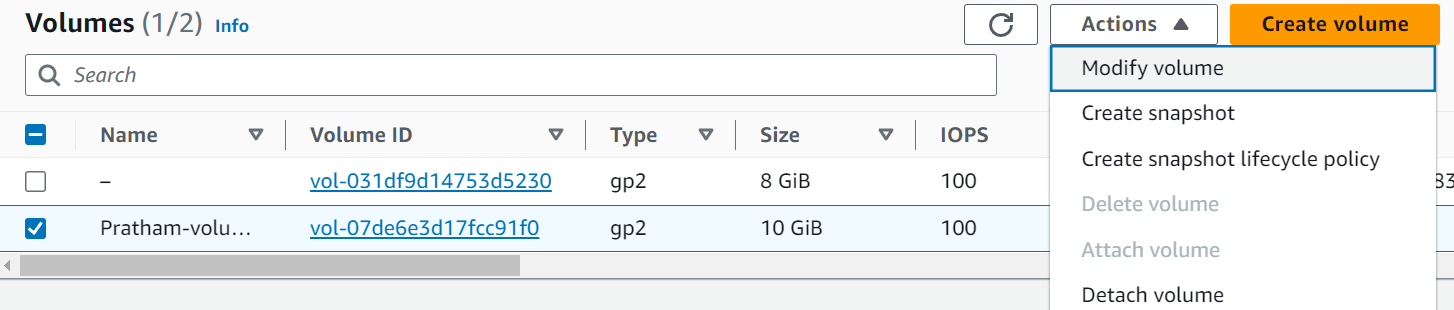 Volumes (1/2) Info Actions Create volume
Search
Modify volume
Create snapshot
Name Volume ID Type Size IOPS
Create snapshot lifecycle policy
– vol-031df9d14753d5230 gp2 8 GiB 100 83
Delete volume
Pratham-volu... vol-07de6e3d17fcc91f0 gp2 10 GiB 100
Attach volume
Detach volume